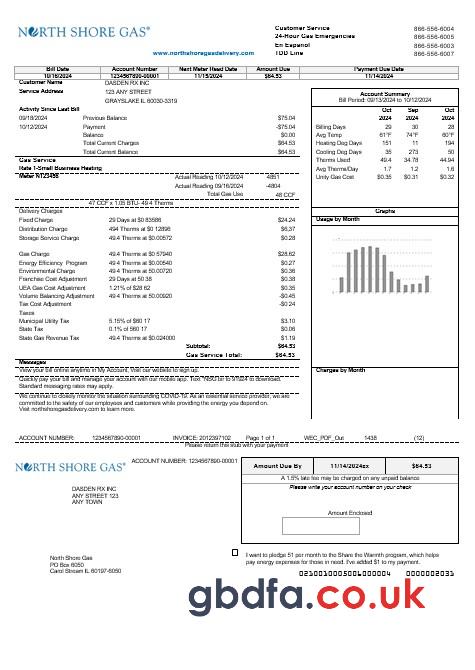 NORTH SHORE GAS
www.northshoregasdelivery.com
Customer Service 866-556-6004
24-Hour Gas Emergencies 866-556-6005
En Espanol 866-556-6003
TDD Line 866-556-6007
Bill Date Account Number Next Meter Read Date Amount Due Payment Due Date
10/16/2024 1234567890-00001 11/15/2024 $64.53 11/14/2024
Customer Name DASDEN RX INC
Service Address 123 ANY STREET
GRAYSLAKE IL 60030-3319
Activity Since Last Bill
09/18/2024 Previous Balance $75.04
10/12/2024 Payment -$75.04
Balance $0.00
Total Current Charges $64.53
Total Current Balance $64.53
Gas Service
Rate 1-Small Business Heating
Meter N123456 Actual Reading 10/12/2024 4851
Actual Reading 09/16/2024 -4804
Total Gas Use 48 CCF
47 CCF x 1.05 BTU- 49.4 Therms
Delivery Charges
Fixed Charge 29 Days At $0 83586 $24.24
Distribution Charge 494 Therms $0 12896 $6.37
Storage Service Charge 49.4 Therms at $0.00572 $0.28
Gas Charge 49.4 Therms at $0.57940 $28.62
Energy Efficiency Program 49.4 Therms at $0.00540 $0.27
Environmental Charge 49.4 Therms at $0.00720 $0.36
Franchise Cost Adjustment 29 Days at 50.38 $0.38
UEA Gas Cost Adjustment 1.21% of $28 62 $0.35
Volume Balancing Adjustment 49.4 Therms at $0.00920 -$0.45
Tax Cost Adjustment -$0.24
Taxes
Municipal Utility Tax 5.15% of $60 17 $3.10
State Tax 0.1% of $60 17 $0.06
State Gas Revenue Tax 49.4 Therms at $0.024000 $1.19
Subtotal: $64.53
Gas Service Total: $64.53
Messages
View your bill online anytime in My Account, Visit our website to sign up.
Quickly pay your bill and manage your account with our mobile app. Text "NSG" to
to download.
Standard messaging rates may apply.
We continue to closely monitor the situation surrounding COVID-19. As an essential service provider, we are
committed to the safety of our employees and customers while providing the energy you depend on.
Visit northshoregasdelivery.com to learn more.
Account Summary
Bill Period: 09/13/2024 to 10/12/2024
Oct Sep Oct
2024 2024 2024
Billing Days 29 30 28
Avg Temp 74°F 71°F 60°F
Heating Deg Days 151 11 194
Cooling Deg Days 35 273 50
Therms Used 49.4 34.78 44.94
Avg Therms/Day 1.7 1.2 1.6
Unity Gas Cost $0.35 $0.31 $0.32
Graphs
Usage by Month
Charges by Month
ACCOUNT NUMBER: 1234567890-00001 INVOICE: 2012397102 Page 1 of 1 WEC_PDF_Out 1438 (12)
Please return this stub with your payment
NORTH SHORE GAS
ACCOUNT NUMBER: 1234567890-00001
Amount Due By 11/14/2024 $64.53
A 1.5% late fee may be charged on any unpaid balance
Please write your account number on your check
Amount Enclosed
DASDEN RX INC
ANY STREET 123
ANY TOWN
North Shore Gas
PO Box 6050
Carol Stream IL 60197-6050
I want to pledge 51 per month to the Share the Warmth program, which helps
pay energy expenses for those in need. I've added $1 to my payment.
gbdfa.co.uk